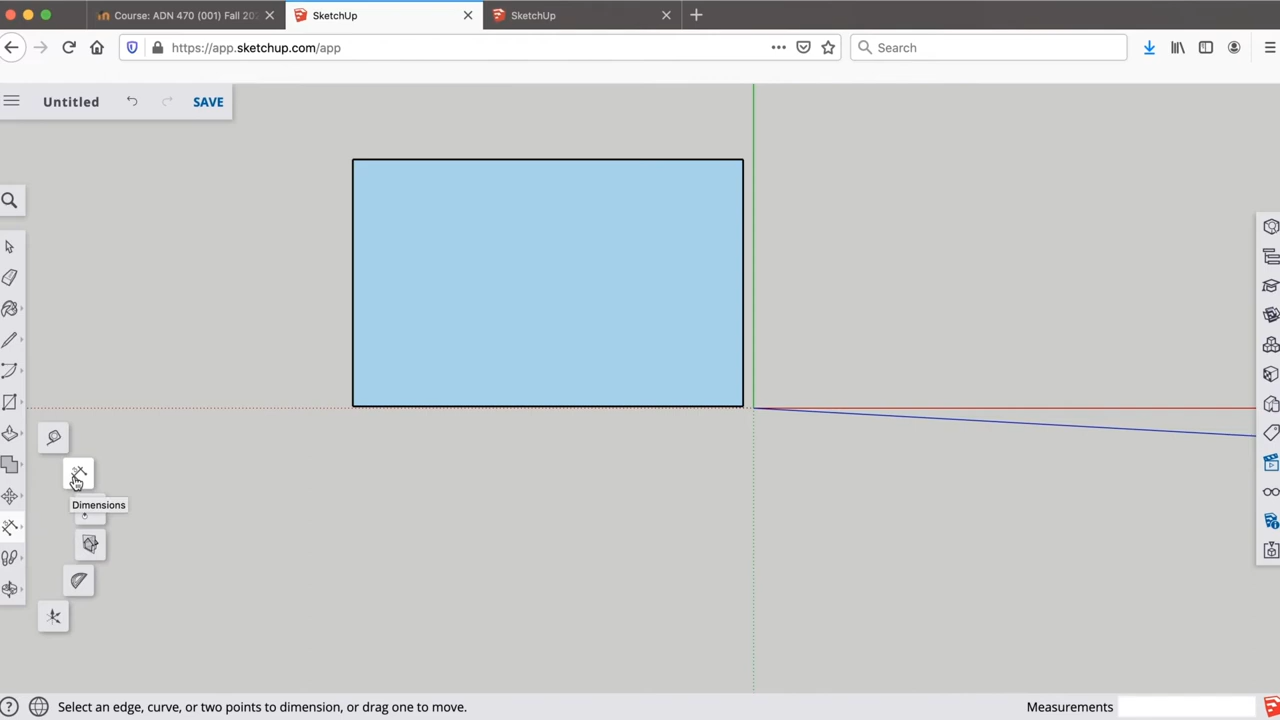 Course: ADN 470 (001) Fall 20
SketchUp
SketchUp
https://app.sketchup.com/app
Search
Untitled
SAVE
Dimensions
Select an edge, curve, or two points to dimension, or drag one to move.
Measurements